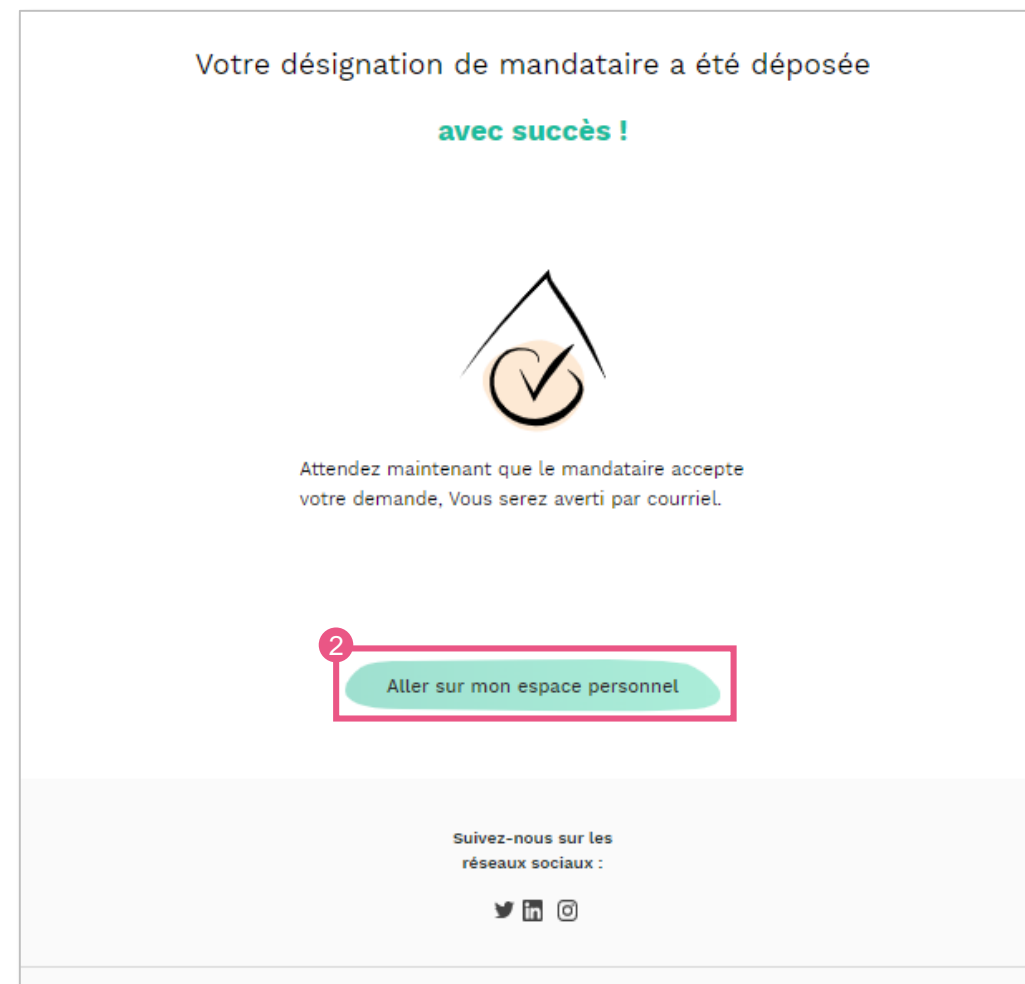 Votre désignation de mandataire a été déposée
avec succès !
Attendez maintenant que le mandataire accepte
votre demande, Vous serez averti par courriel.
2
Aller sur mon espace personnel
Suivez-nous sur les
réseaux sociaux :
in